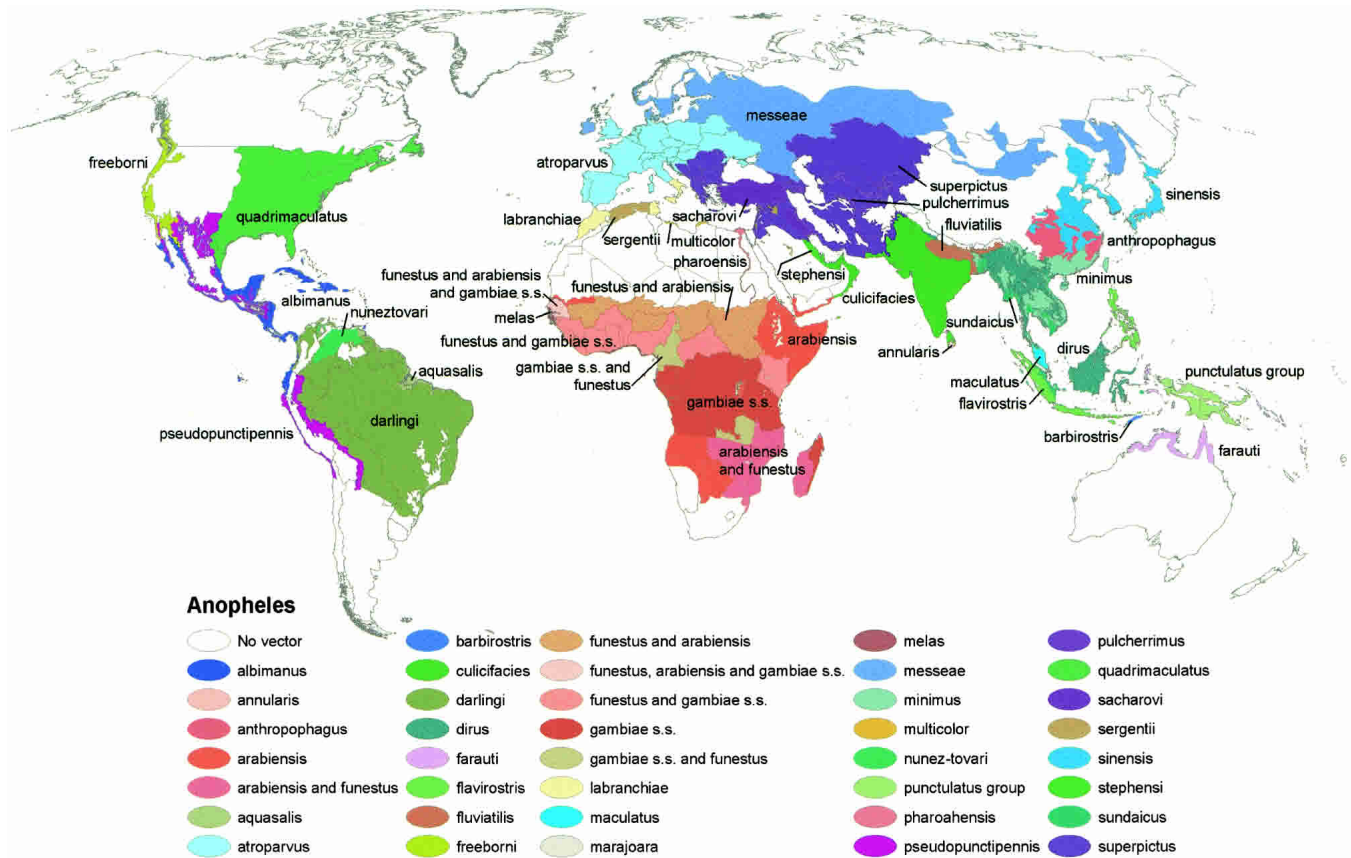 freeborni
quadrimaculatus
albimanus
nuneztovari
aquasalis
darlingi
pseudopunctipennis
messeae
atroparvus
superpictus
pulcherrimus
sinensis
labranchiae
sacharovi
fluviatilis
sergentii
multicolor
anthropophagus
pharoensis
stephensi
minimus
funestus and arabiensis
and gambiae s.s.
funestus and arabiensis
culicifacies
melas
sundaicus
funestus and gambiae s.s.
arabiensis
annularis
dirus
gambiae s.s. and
funestus
maculatus
punctulatus group
flavirostris
gambiae s.s.
barbirostris
arabiensis
and funestus
farauti
6
Anopheles
No vector
albimanus
annularis
anthropophagus
arabiensis
arabiensis and funestus
aquasalis
atroparvus
barbirostris
culicifacies
darlingi
dirus
farauti
flavirostris
fluviatilis
freeborni
funestus and arabiensis
funestus, arabiensis and gambiae s.s.
funestus and gambiae s.s.
gambiae s.s.
gambiae s.s. and funestus
labranchiae
maculatus
marajoara
melas
messeae
minimus
multicolor
nunez-tovari
punctulatus group
pharoahensis
pseudopunctipennis
pulcherrimus
quadrimaculatus
sacharovi
sergentii
sinensis
stephensi
sundaicus
superpictus